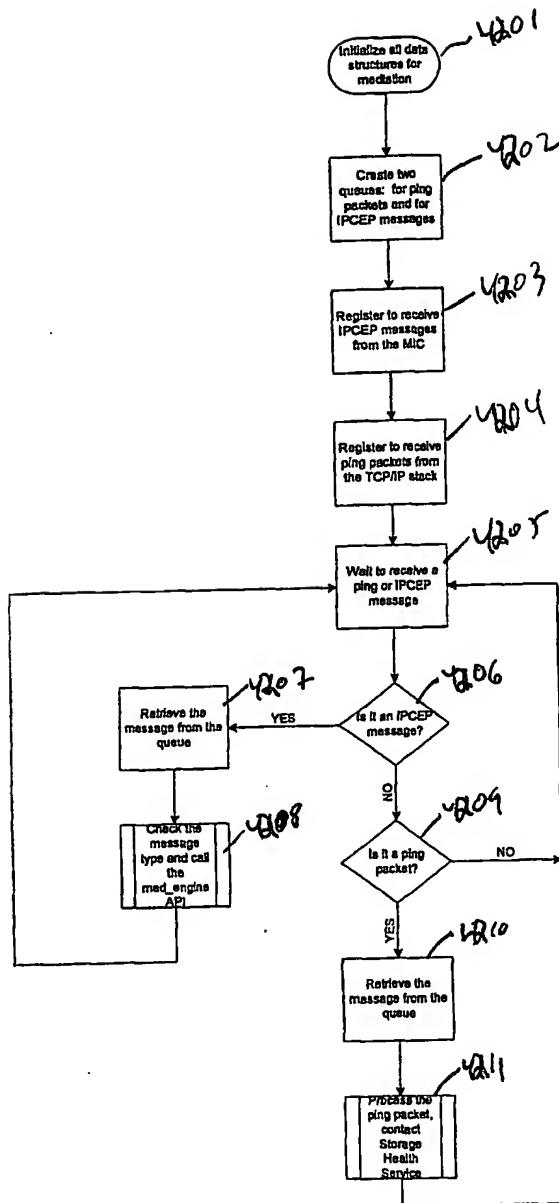 4201
Initialize all data
structures for
mediation
4202
Create two
queues: for ping
packets and for
IPCEP messages
4203
Register to receive
IPCEP messages
from the MIC
4204
Register to receive
ping packets from
the TCP/IP stack
4205
Wait to receive a
ping or IPCEP
message
4206
Is it an IPCEP
message?
YES
4207
Retrieve the
message from the
queue
NO
4208
Check the
message
type and call
the
med_engine
API
4209
Is it a ping
packet?
NO
YES
4210
Retrieve the
message from the
queue
4211
Process the
ping packet,
contact
Storage
Health
Service